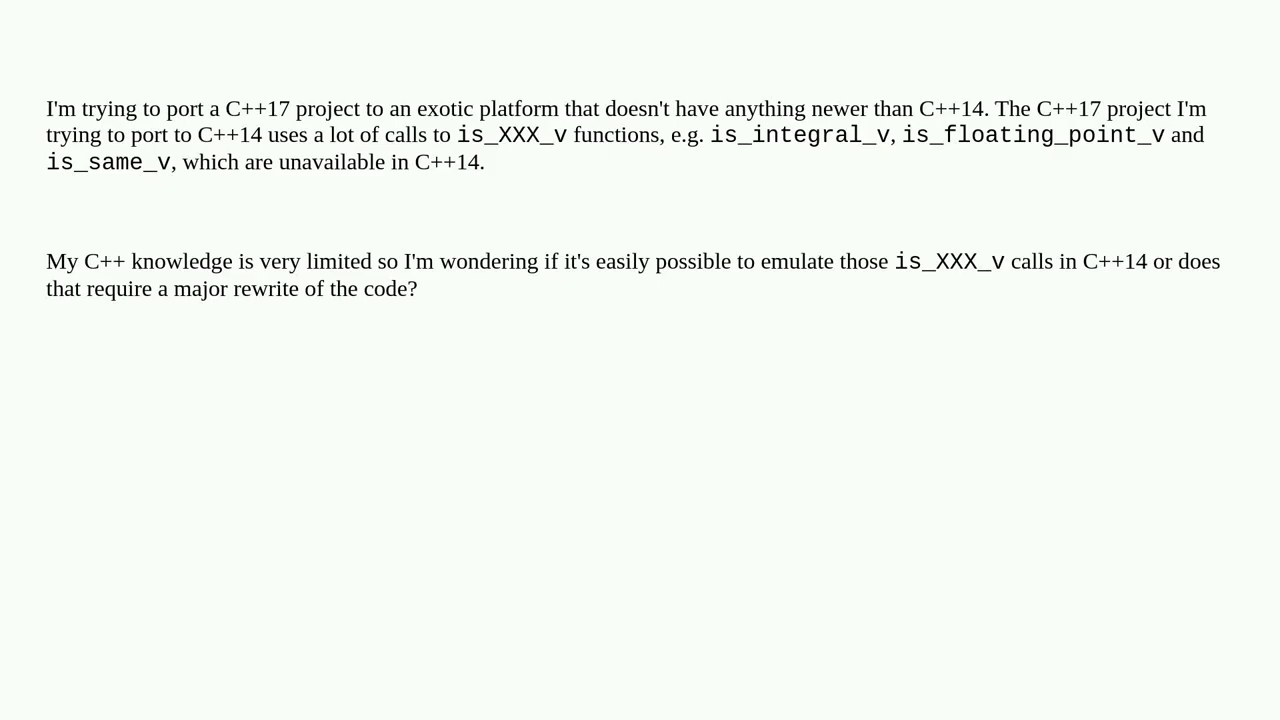 I'm trying to port a C++17 project to an exotic platform that doesn't have anything newer than C++14. The C++17 project I'm
trying to port to C++14 uses a lot of calls to is_XXX_v functions, e.g. is_integral_v, is_floating_point_v and
is_same_v, which are unavailable in C++14.
My C++ knowledge is very limited so I'm wondering if it's easily possible to emulate those is_XXX_v calls in C++14 or does
that require a major rewrite of the code?